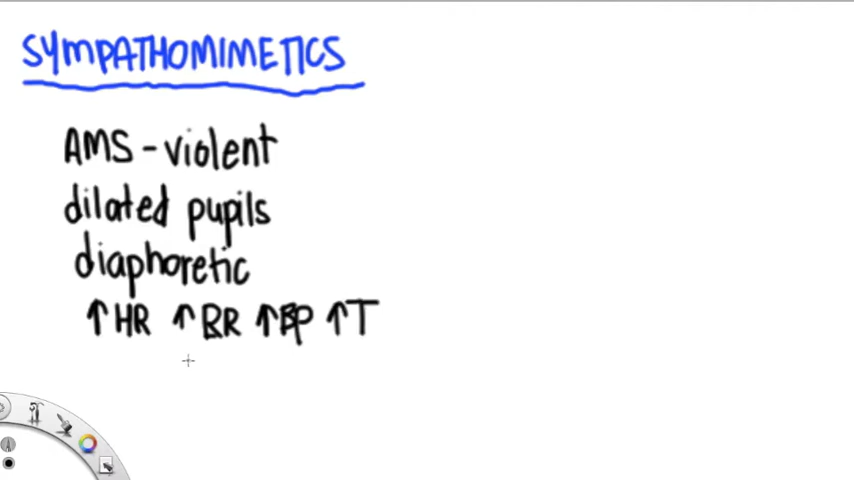 SYMPATHOMIMETICS
AMS - violent
dilated pupils
diaphoretic
↑HR ↑RR ↑BP ↑T